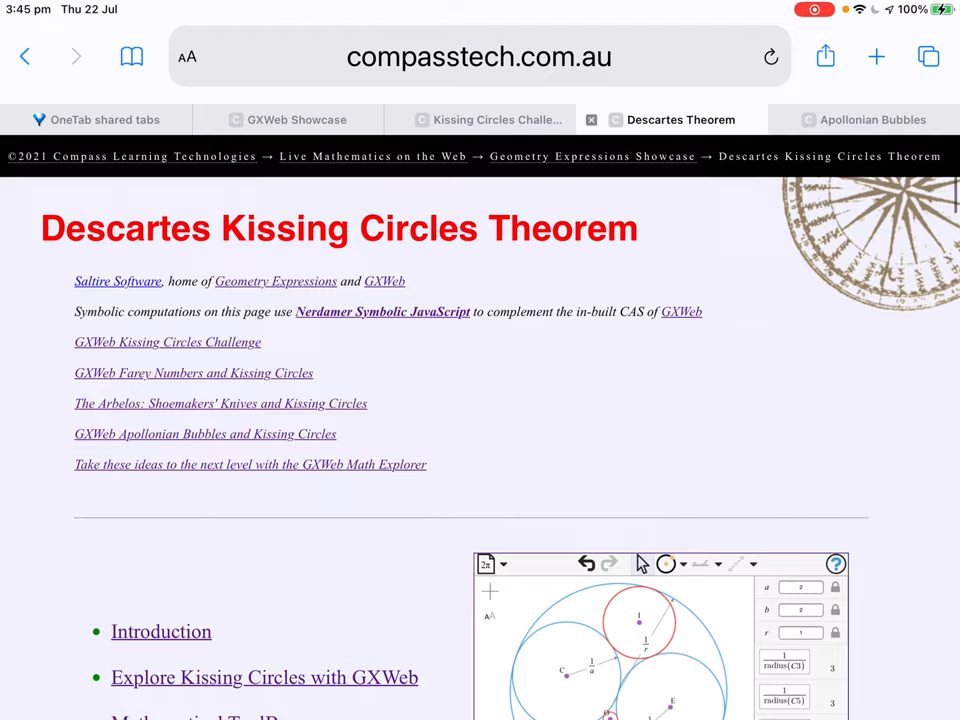 3:45 pm Thu 22 Jul 100%
AA compasstech.com.au
OneTab shared tabs
GXWeb Showcase
Kissing Circles Challe...
Descartes Theorem
Apollonian Bubbles
©2021 Compass Learning Technologies → Live Mathematics on the Web → Geometry Expressions Showcase → Descartes Kissing Circles Theorem
Descartes Kissing Circles Theorem
Saltire Software, home of Geometry Expressions and GXWeb
Symbolic computations on this page use Nerdamer Symbolic JavaScript to complement the in-built CAS of GXWeb
GXWeb Kissing Circles Challenge
GXWeb Farey Numbers and Kissing Circles
The Arbelos: Shoemakers' Knives and Kissing Circles
GXWeb Apollonian Bubbles and Kissing Circles
Take these ideas to the next level with the GXWeb Math Explorer
• Introduction
• Explore Kissing Circles with GXWeb
2π ?
AA
a 2
b 2
r 1
1 radius(C3) 3
1 radius(C5) 3
I
1 r
C
1 a
E